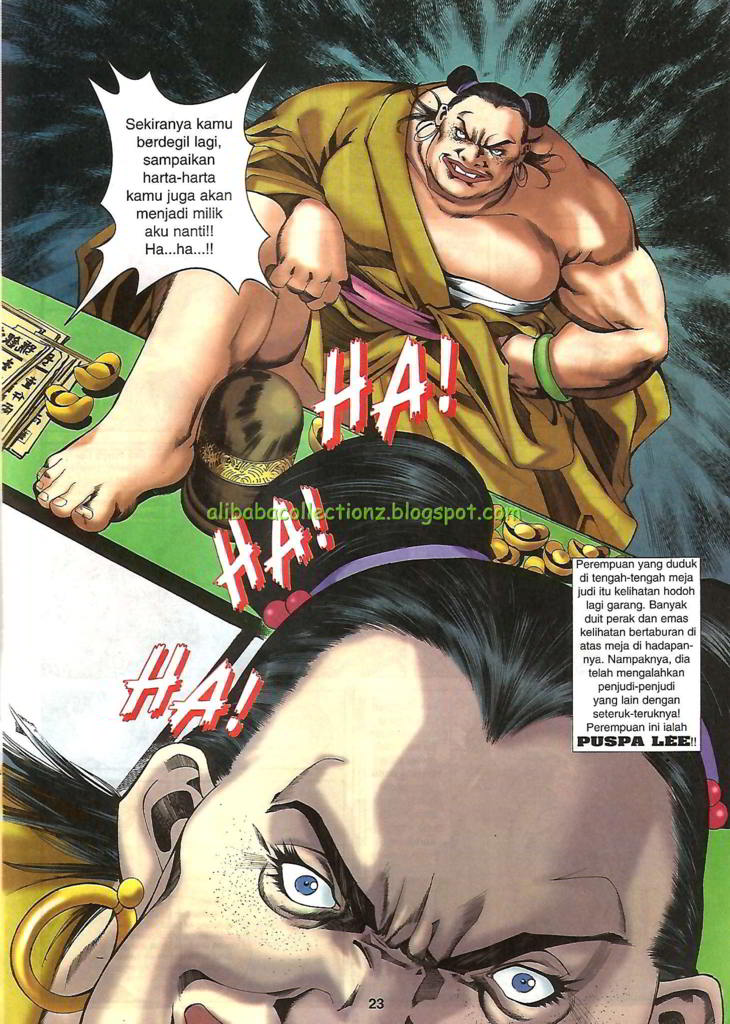 Sekiranya kamu
berdegil lagi,
sampaikan
harta-harta
kamu juga akan
menjadi milik
aku nanti!!
Ha...ha...!!
HA!
HA!
HA!
alibabacollectionz.blogspot.com
Perempuan yang duduk
di tengah-tengah meja
judi itu kelihatan hodoh
lagi garang. Banyak
duit perak dan emas
kelihatan bertaburan di
atas meja di hadapan-
nya. Nampaknya, dia
telah mengalahkan
penjudi-penjudi
yang lain dengan
seteruk-teruknya!
Perempuan ini ialah
PUSPA LEE!!
23